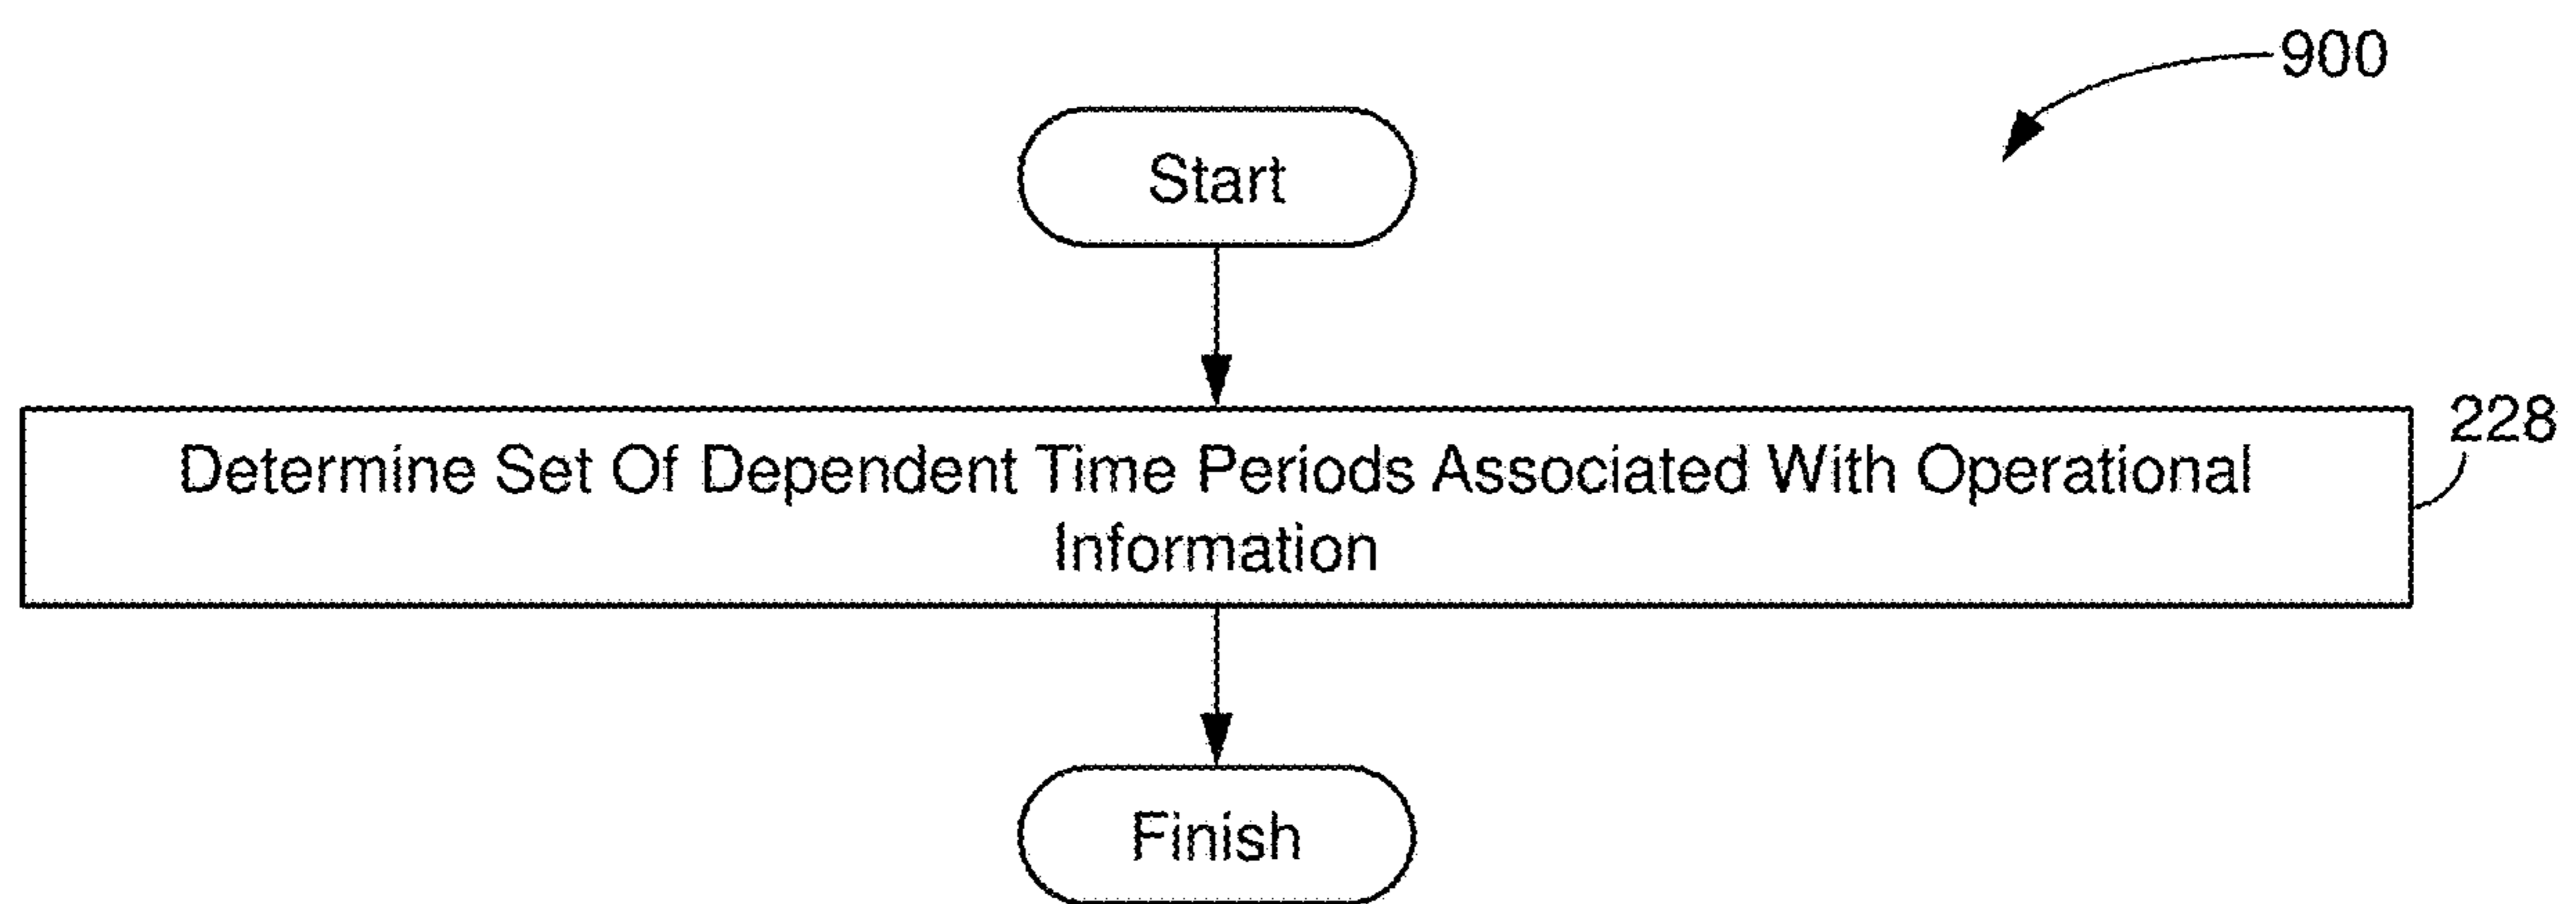 900
Start
228
Determine Set Of Dependent Time Periods Associated With Operational
Information
Finish